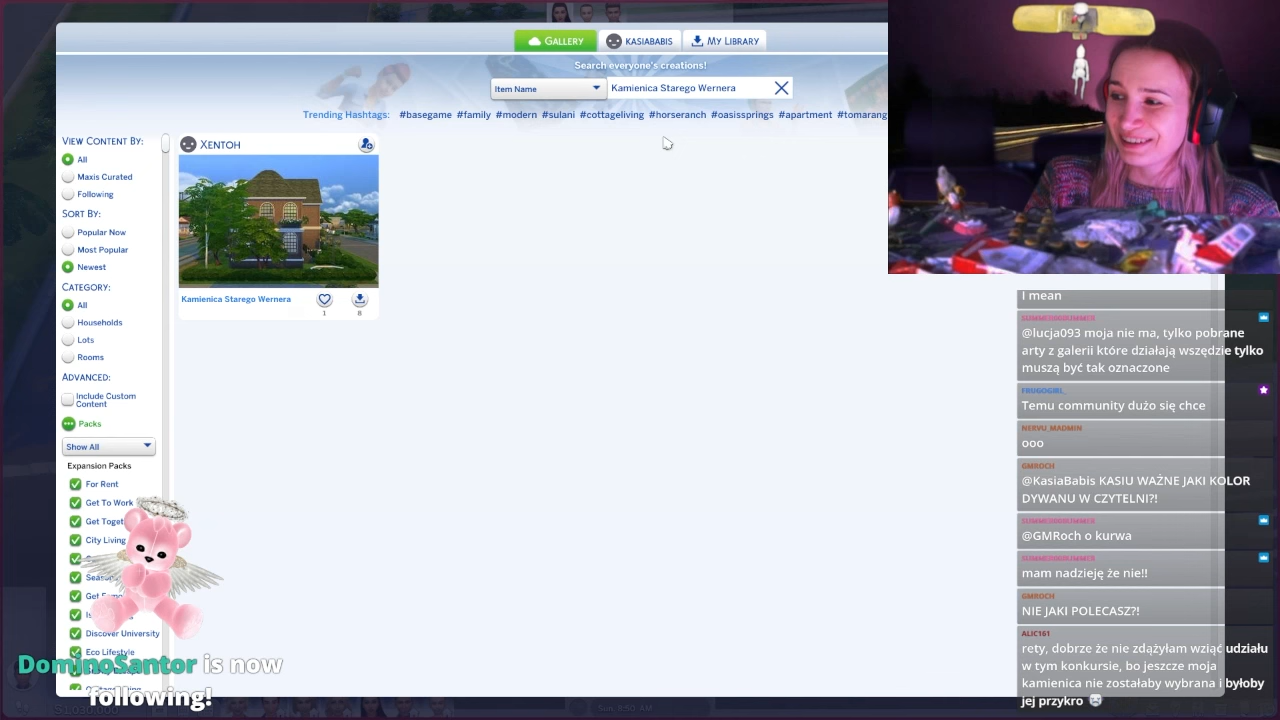 GALLERY
KASIABABIS
MY LIBRARY
Search everyone's creations!
Item Name
Kamienica Starego Wernera
Trending Hashtags: #basegame #family #modern #sulani #cottageliving #horseranch #oasissprings #apartment #tomarang
VIEW CONTENT BY:
All
Maxis Curated
Following
SORT BY:
Popular Now
Most Popular
Newest
CATEGORY:
All
Households
Lots
Rooms
ADVANCED:
Include Custom
Content
Packs
Show All
Expansion Packs
For Rent
Get To Work
City Living
Discover University
Eco Lifestyle
XENTOH
Kamienica Starego Wernera
1
8
I mean
@lucja093 moja nie ma, tylko pobrane
arty z galerii które działają wszędzie tylko
muszą być tak oznaczone
FRUGOGIRL_
Temu community dużo się chce
NERVU_MADMIN
ooo
GMROCH
@KasiaBabis KASIU WAŻNE JAKI KOLOR
DYWANU W CZYTELNI?!
@GMRoch o kurwa
mam nadzieję że nie!!
GMROCH
NIE JAKI POLECASZ?!
ALIC161
rety, dobrze że nie zdążyłam wziąć udziału
w tym konkursie, bo jeszcze moja
kamienica nie zostałaby wybrana i byłoby
jej przykro
DominoSantor is now
following!
Sun, 8:50 AM